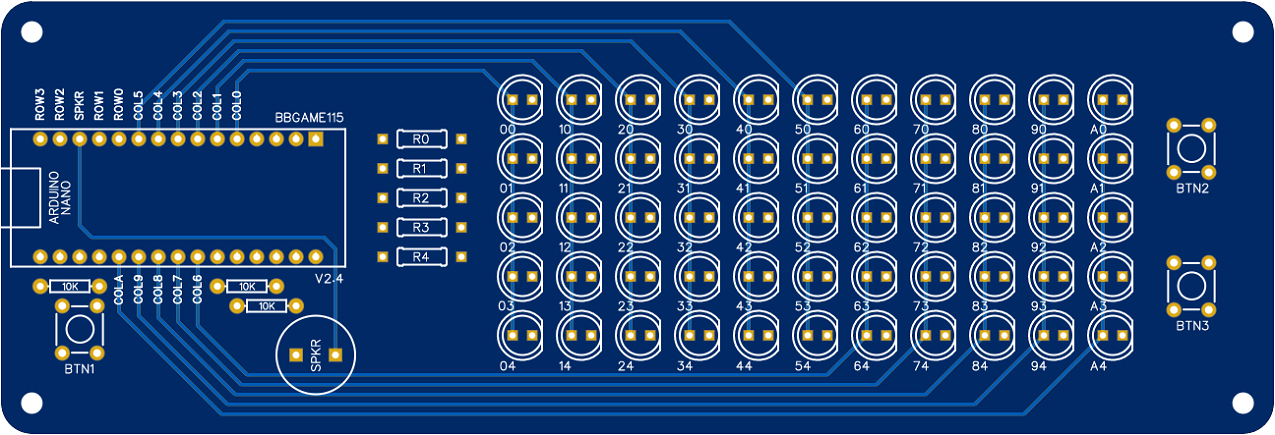 ROW3
ROW2
SPKR
ROW1
ROW0
COL5
COL4
COL3
COL2
COL1
COL0
BBGAME115
ARDUINO
NANO
R0
R1
R2
R3
R4
00 10 20 30 40 50 60 70 80 90 A0
01 11 21 31 41 51 61 71 81 91 A1
02 12 22 32 42 52 62 72 82 92 A2
03 13 23 33 43 53 63 73 83 93 A3
04 14 24 34 44 54 64 74 84 94 A4
BTN2
BTN3
V2.4
10K
COLA
COL9
COL8
COL7
COL6
10K
10K
SPKR
BTN1